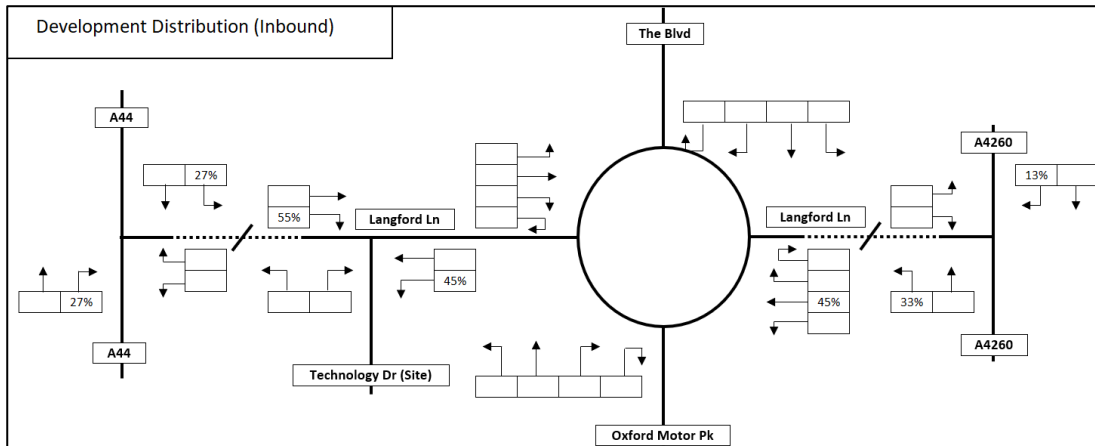 Development Distribution (Inbound)
The Blvd
A44
A4260
27%
13%
55%
Langford Ln
Langford Ln
45%
27%
45%
33%
A44
A4260
Technology Dr (Site)
Oxford Motor Pk